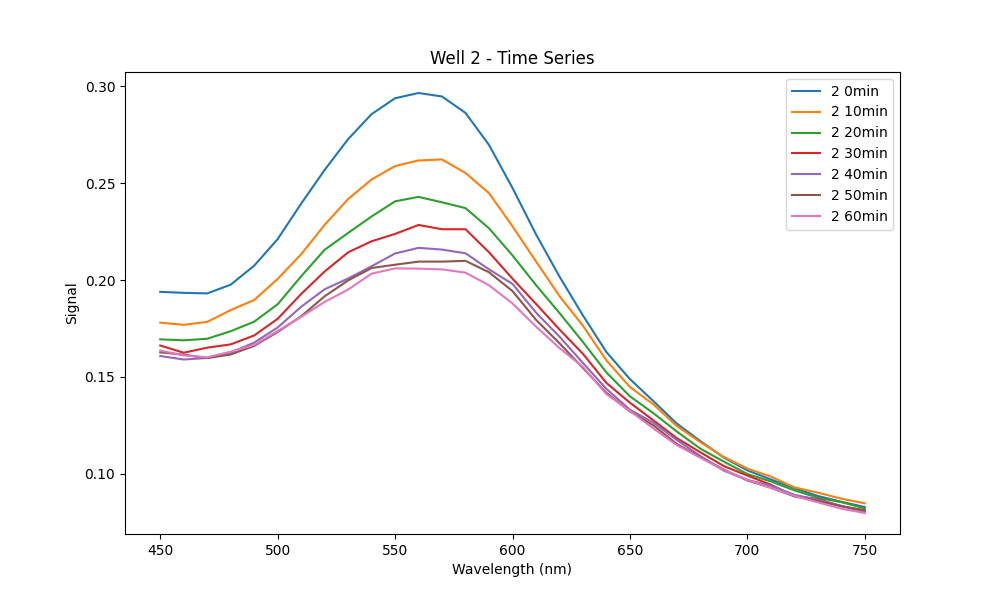 Well 2 - Time Series
2 0min
2 10min
2 20min
2 30min
2 40min
2 50min
2 60min
0.30
0.25
0.20
0.15
0.10
Signal
450 500 550 600 650 700 750
Wavelength (nm)